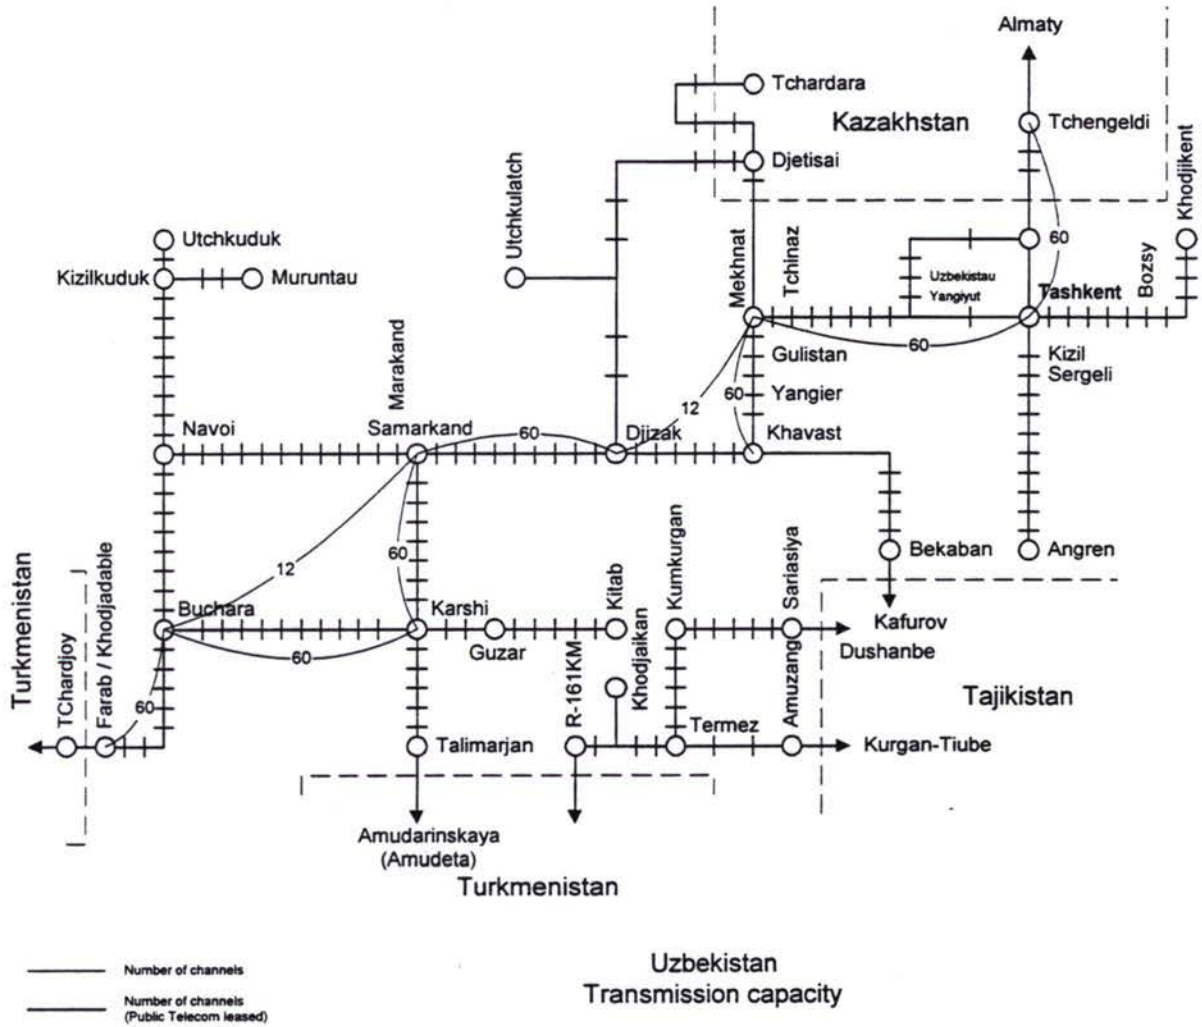 Almaty
Tchardara
Kazakhstan
Tchengeldi
Khodjikent
Djetisai
Utchkulatch
Utchkuduk
Mekhnat
Tchinaz
60
Bozsy
Kizilkuduk
Muruntau
Uzbekistau
Yangiyut
Tashkent
Gulistan
60
Kizil
Sergeli
Marakand
Yangier
60
12
Navoi
Samarkand
60
Djizak
Khavast
Turkmenistan
TChardjoy
Farab / Khodjadable
12
60
Kitab
Kumkurgan
Sariasiya
Bekaban
Angren
Buchara
Karshi
Kafurov
Guzar
Khodjaikan
Dushanbe
60
R-161KM
Amuzang
Tajikistan
60
Talimarjan
Termez
Kurgan-Tiube
Amudarinskaya
(Amudeta)
Turkmenistan
Number of channels
Number of channels
(Public Telecom leased)
Uzbekistan
Transmission capacity